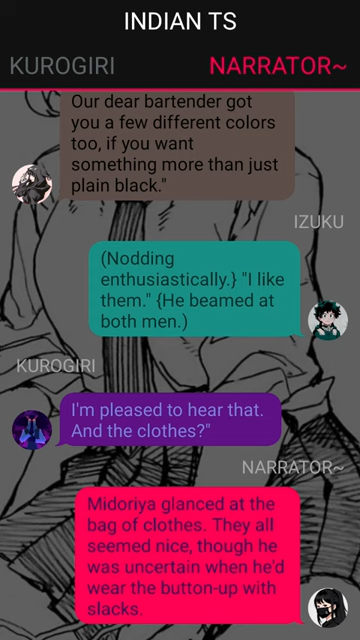 INDIAN TS
KUROGIRI
NARRATOR~
Our dear bartender got
you a few different colors
too, if you want
something more than just
plain black."
IZUKU
(Nodding
enthusiastically.} "I like
them." {He beamed at
both men.)
KUROGIRI
I'm pleased to hear that.
And the clothes?"
NARRATOR~
Midoriya glanced at the
bag of clothes. They all
seemed nice, though he
was uncertain when he'd
wear the button-up with
slacks.